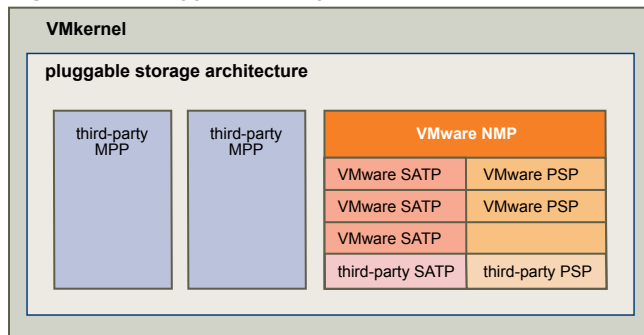 VMkernel
pluggable storage architecture
third-party
MPP
third-party
MPP
VMware NMP
VMware SATP
VMware PSP
VMware SATP
VMware PSP
VMware SATP
third-party SATP
third-party PSP